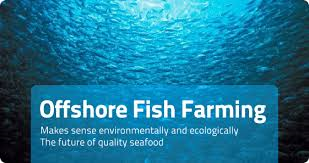 Offshore Fish Farming
Makes sense environmentally and ecologically
The future of quality seafood